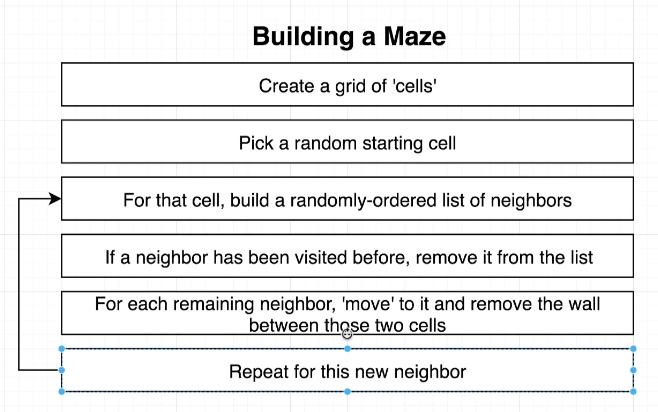 Building a Maze
Create a grid of 'cells'
Pick a random starting cell
For that cell, build a randomly-ordered list of neighbors
If a neighbor has been visited before, remove it from the list
For each remaining neighbor, 'move' to it and remove the wall
between those two cells
Repeat for this new neighbor